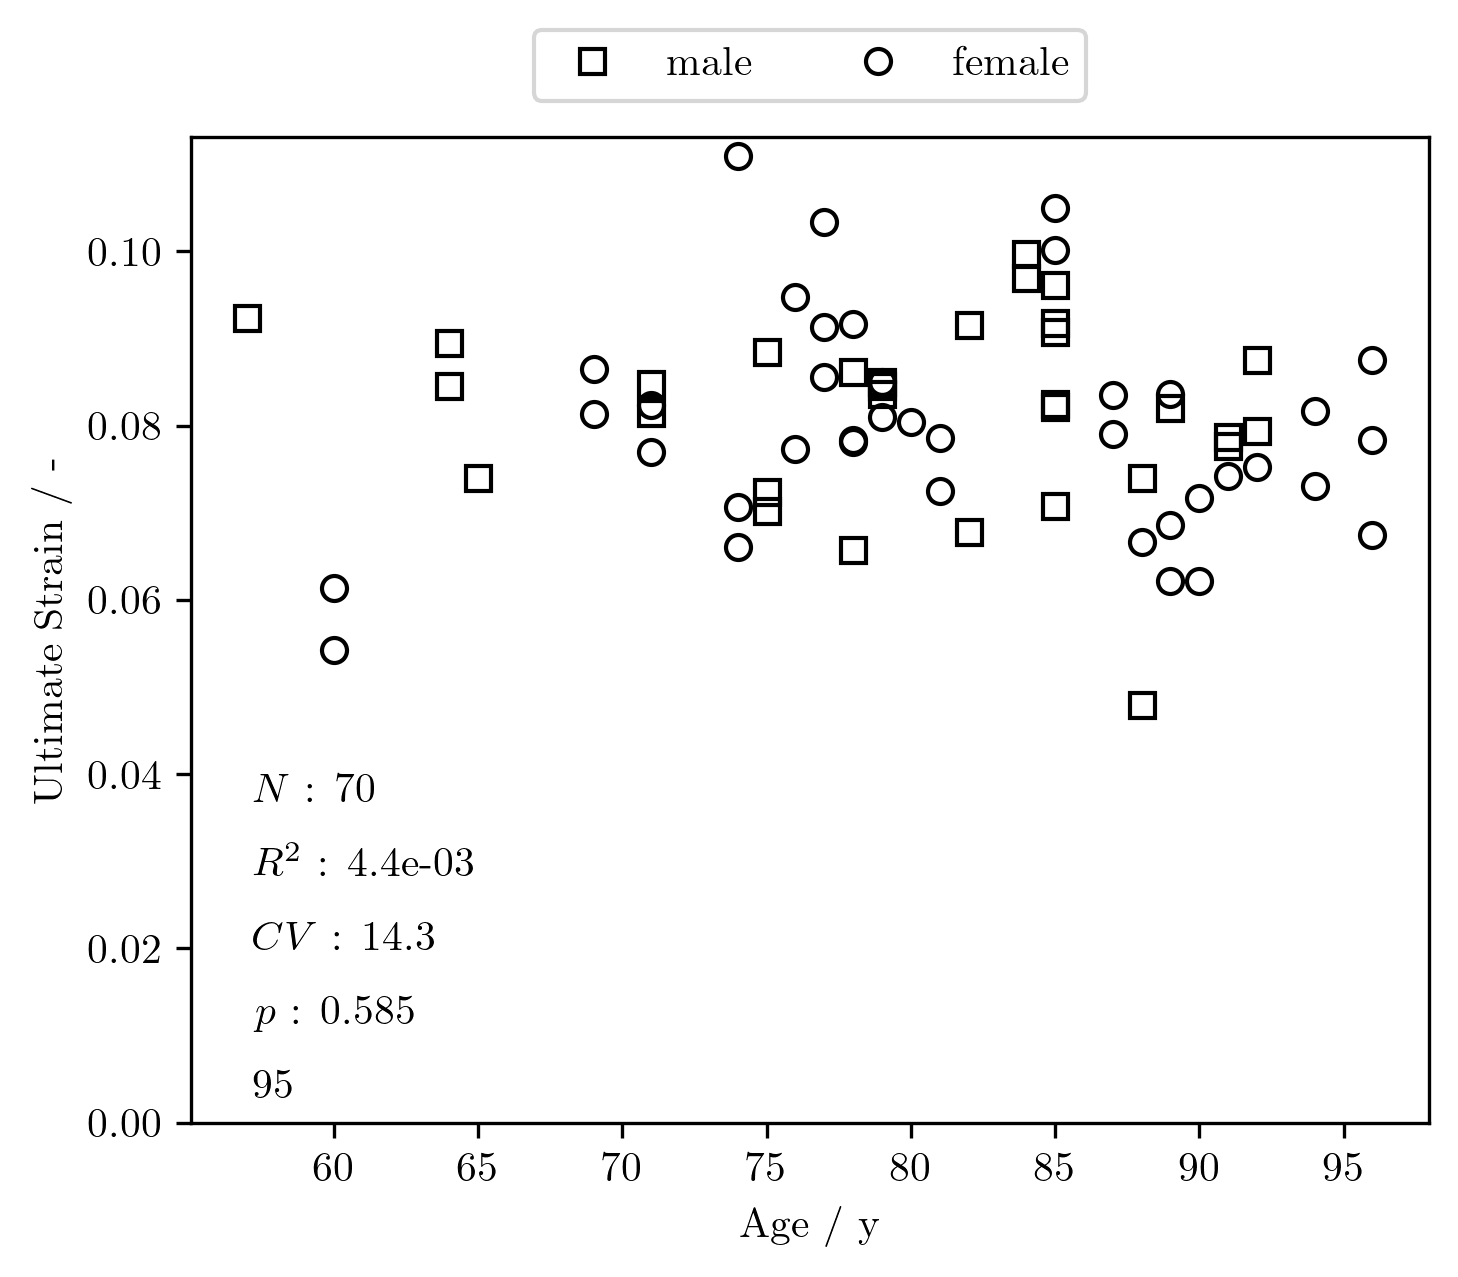 male female
0.10
0.08
0.06
0.04
0.02
0.00
Ultimate Strain / -
N : 70
R² : 4.4e-03
CV : 14.3
p : 0.585
95
60 65 70 75 80 85 90 95
Age / y